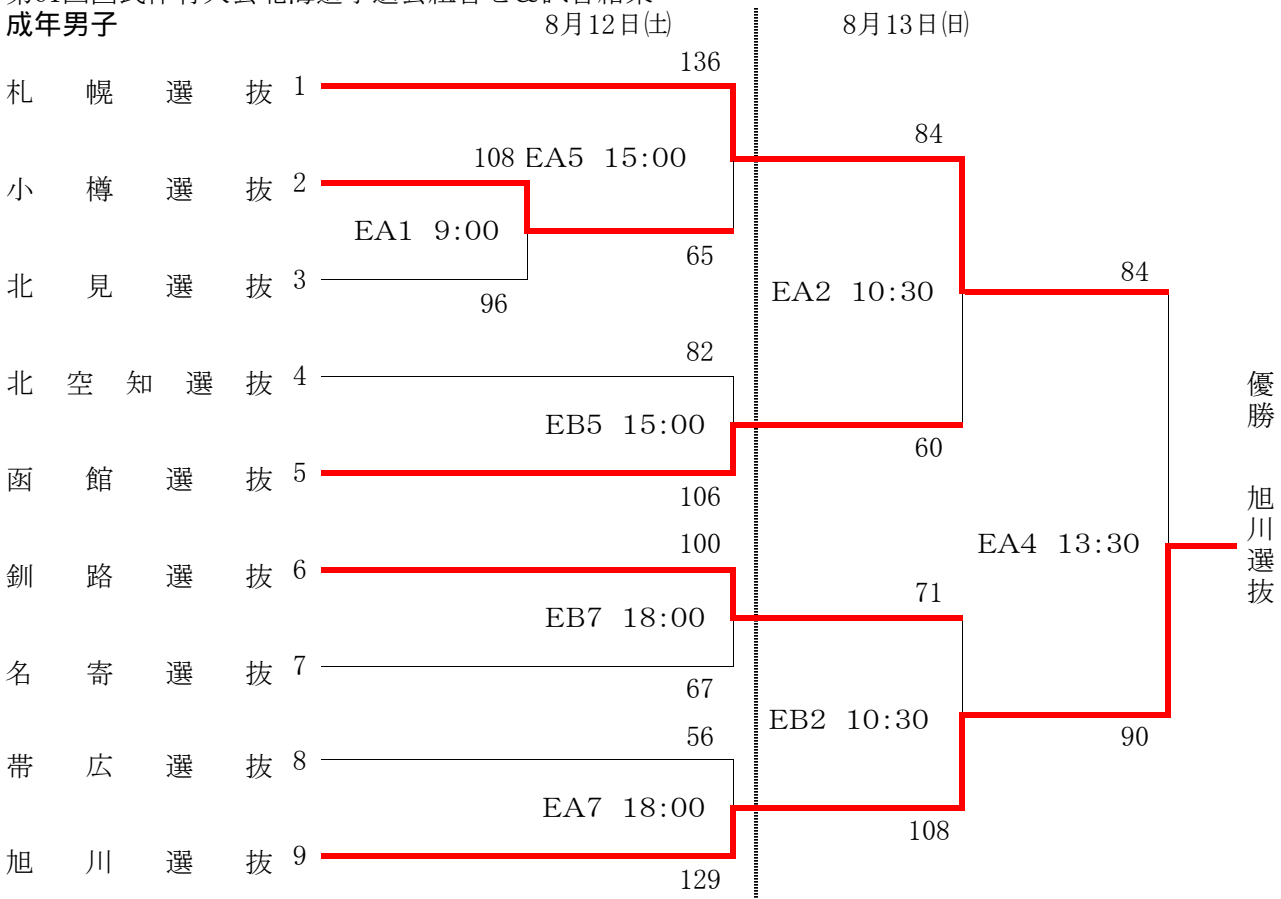 成年男子
8月12日㈯
8月13日㈰
136
札幌選抜 1
84
108 EA5 15:00
小樽選抜 2
EA1 9:00
65
84
北見選抜 3
EA2 10:30
96
82
北空知選抜 4
EB5 15:00
60
函館選抜 5
106
100
EA4 13:30
釧路選抜 6
71
EB7 18:00
名寄選抜 7
67
EB2 10:30
56
90
帯広選抜 8
EA7 18:00
108
旭川選抜 9
129
優勝 旭川選抜